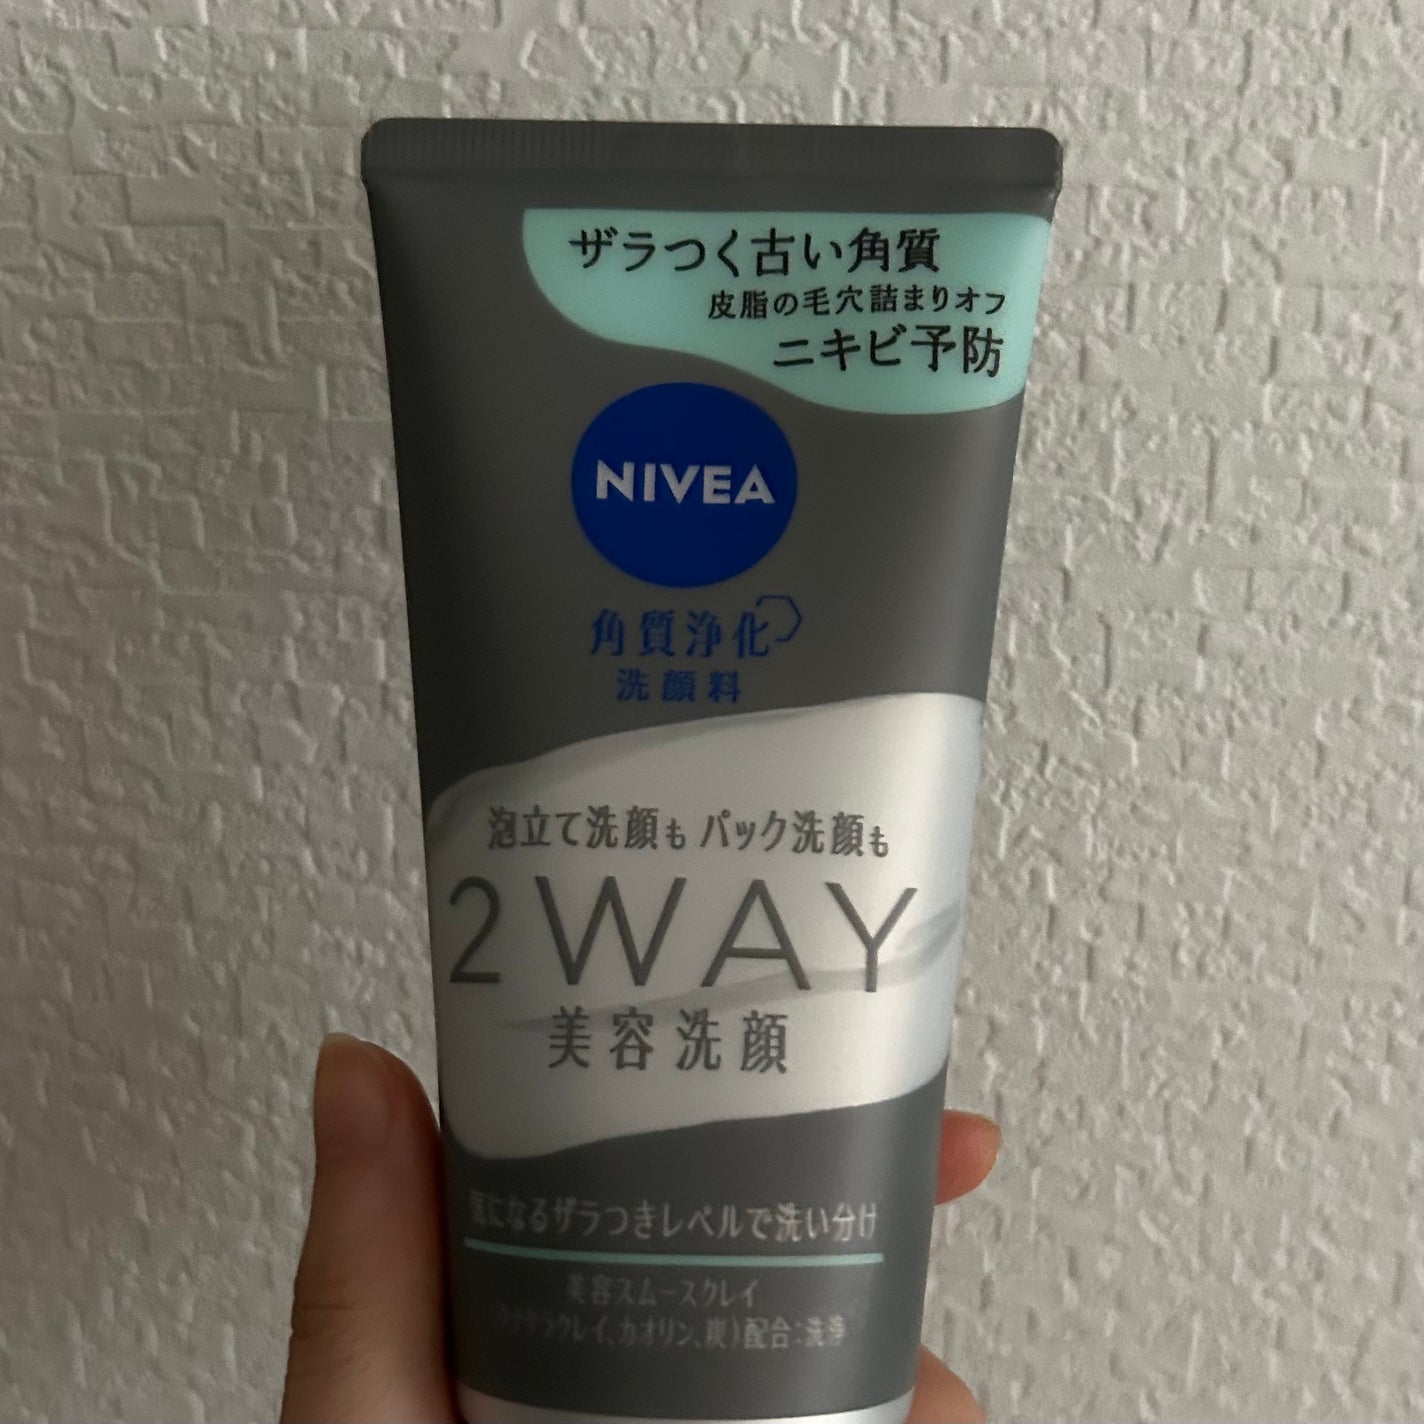 ザラつく古い角質
皮脂の毛穴詰まりオフ
ニキビ予防
NIVEA
角質浄化
洗顔料
泡立て洗顔も パック洗顔も
2WAY
美容洗顔
気になるザラつきレベルで洗い分け
美容スムースクレイ
カオリン、炭)配合:洗浄